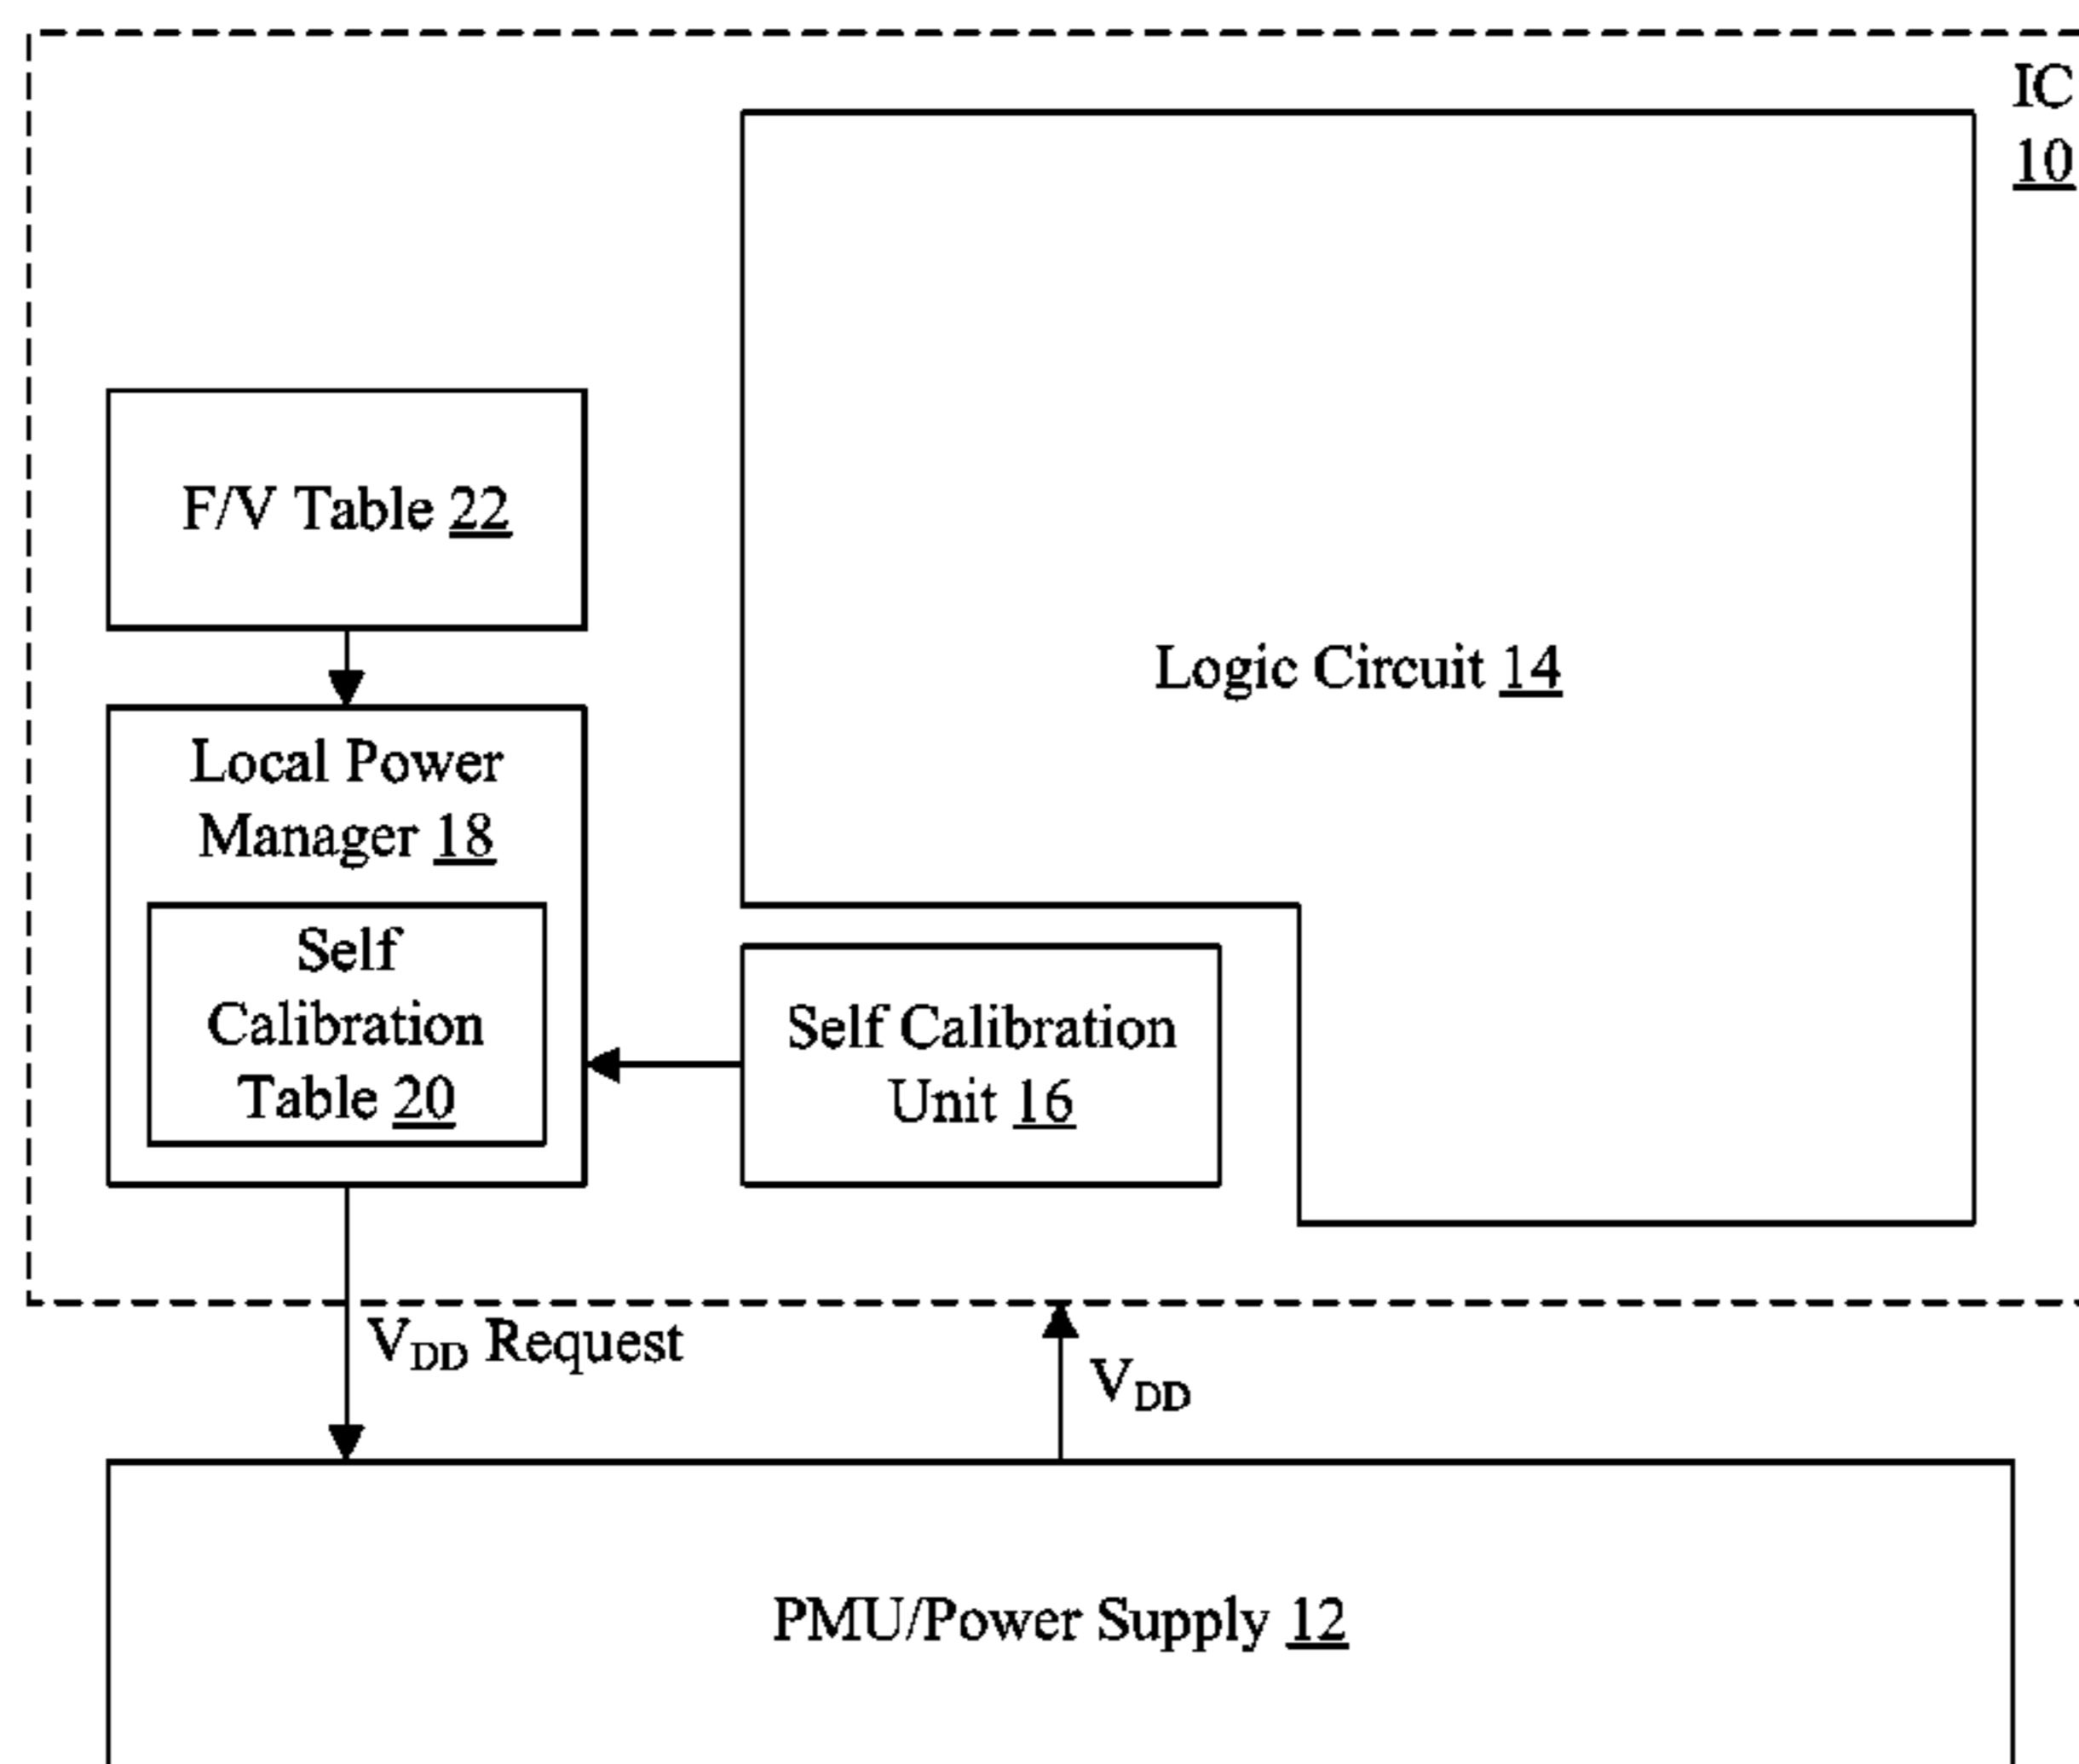 IC
10
F/V Table 22
Logic Circuit 14
Local Power
Manager 18
Self
Calibration
Table 20
Self Calibration
Unit 16
VDD Request
VDD
PMU/Power Supply 12